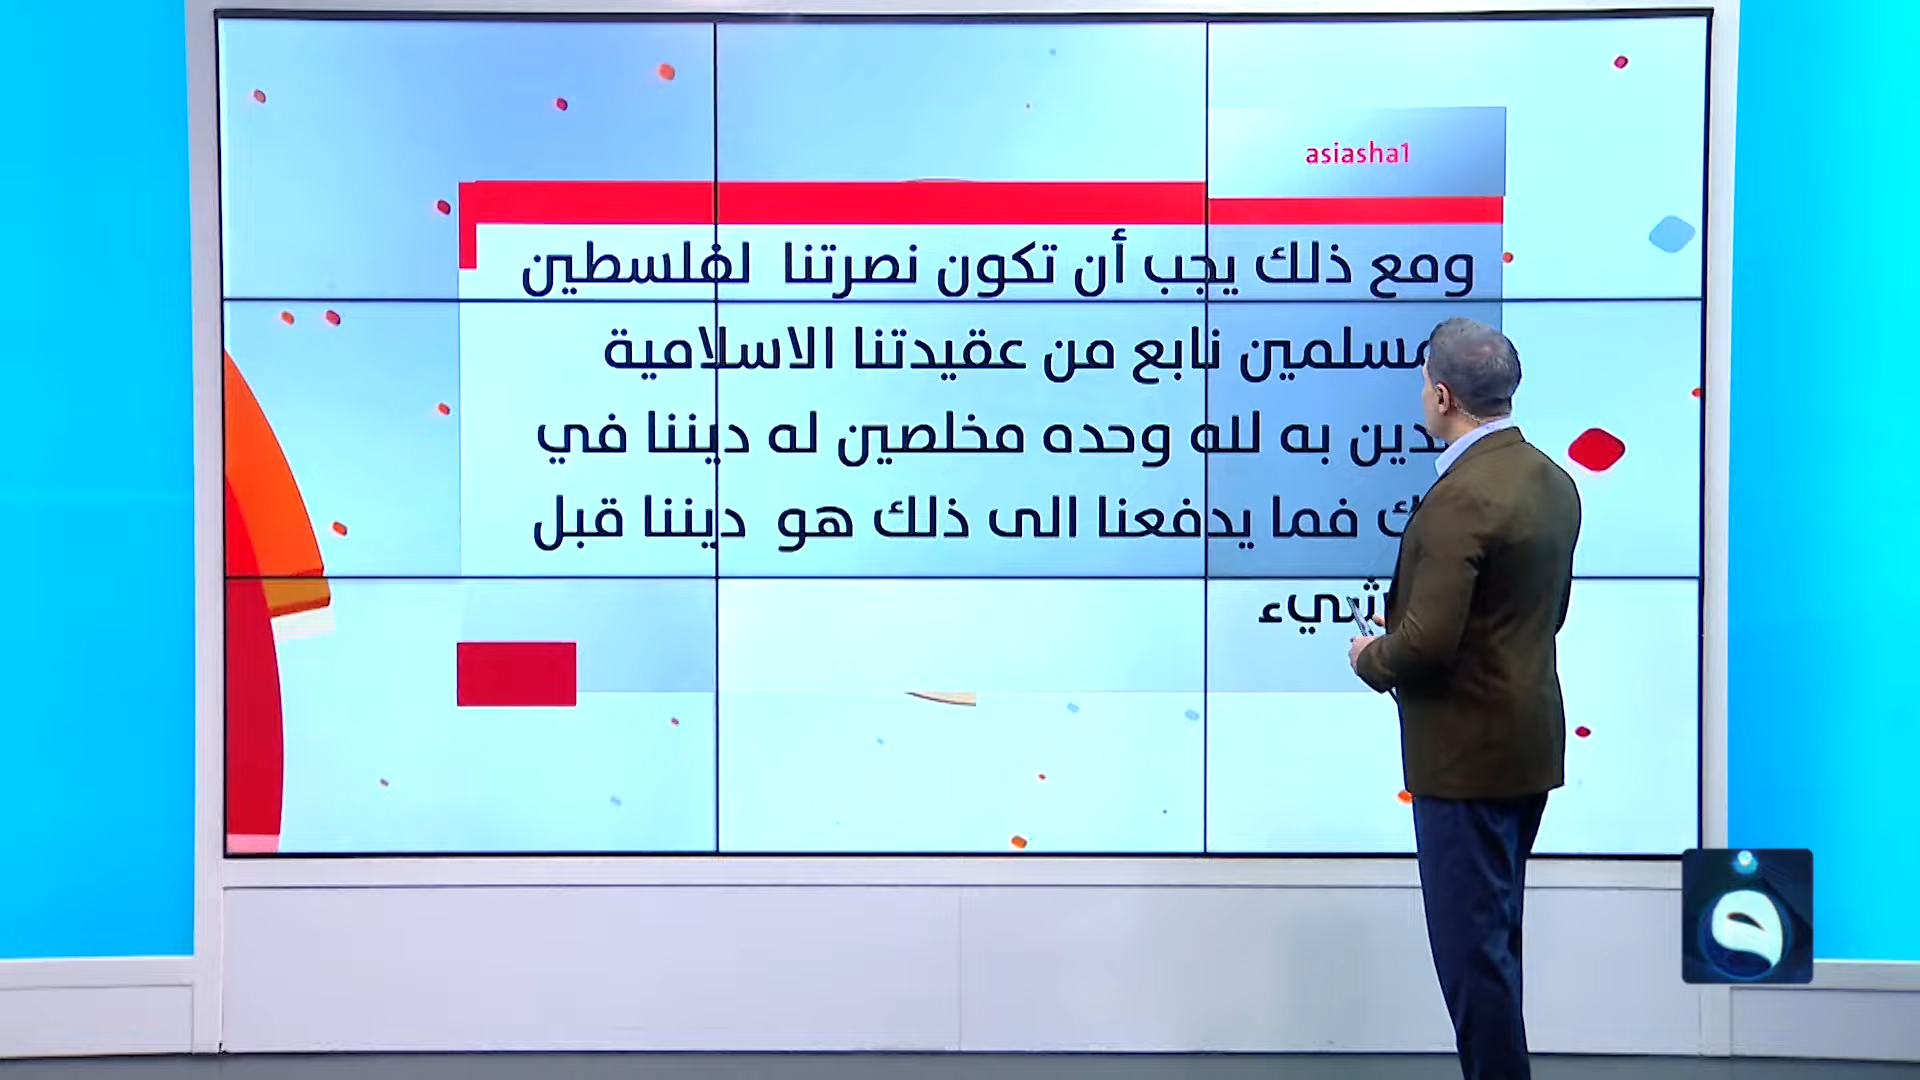 asiasha1
ومع ذلك يجب أن تكون نصرتنا لفلسطين
نابع من عقيدتنا الاسلامية
به لله وحده مخلصين له ديننا في
فما يدفعنا الى ذلك هو ديننا قبل
شيء